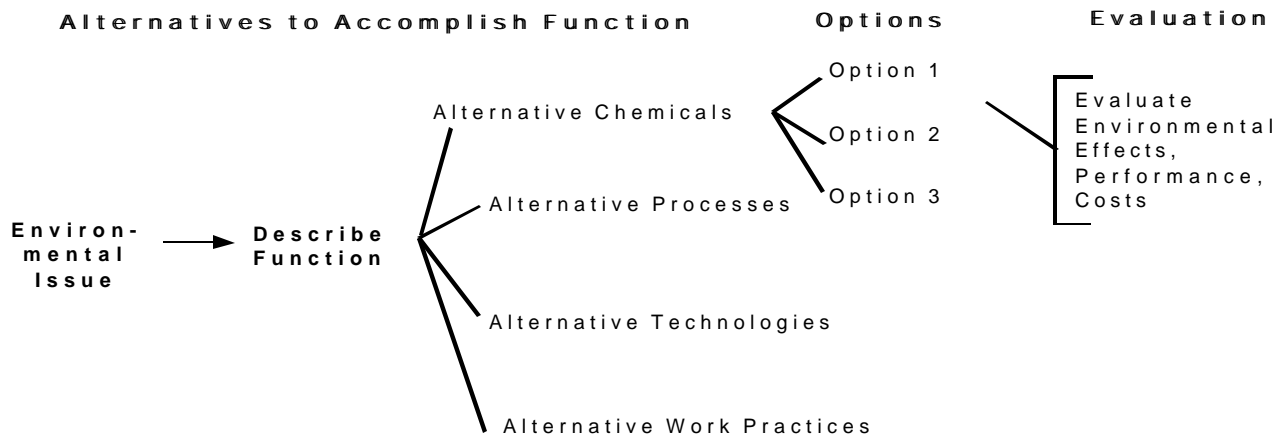 Alternatives to Accomplish Function
Options
Evaluation
Environ-
mental
Issue
Describe
Function
Alternative Chemicals
Alternative Processes
Alternative Technologies
Alternative Work Practices
Option 1
Option 2
Option 3
Evaluate
Environmental
Effects,
Performance,
Costs